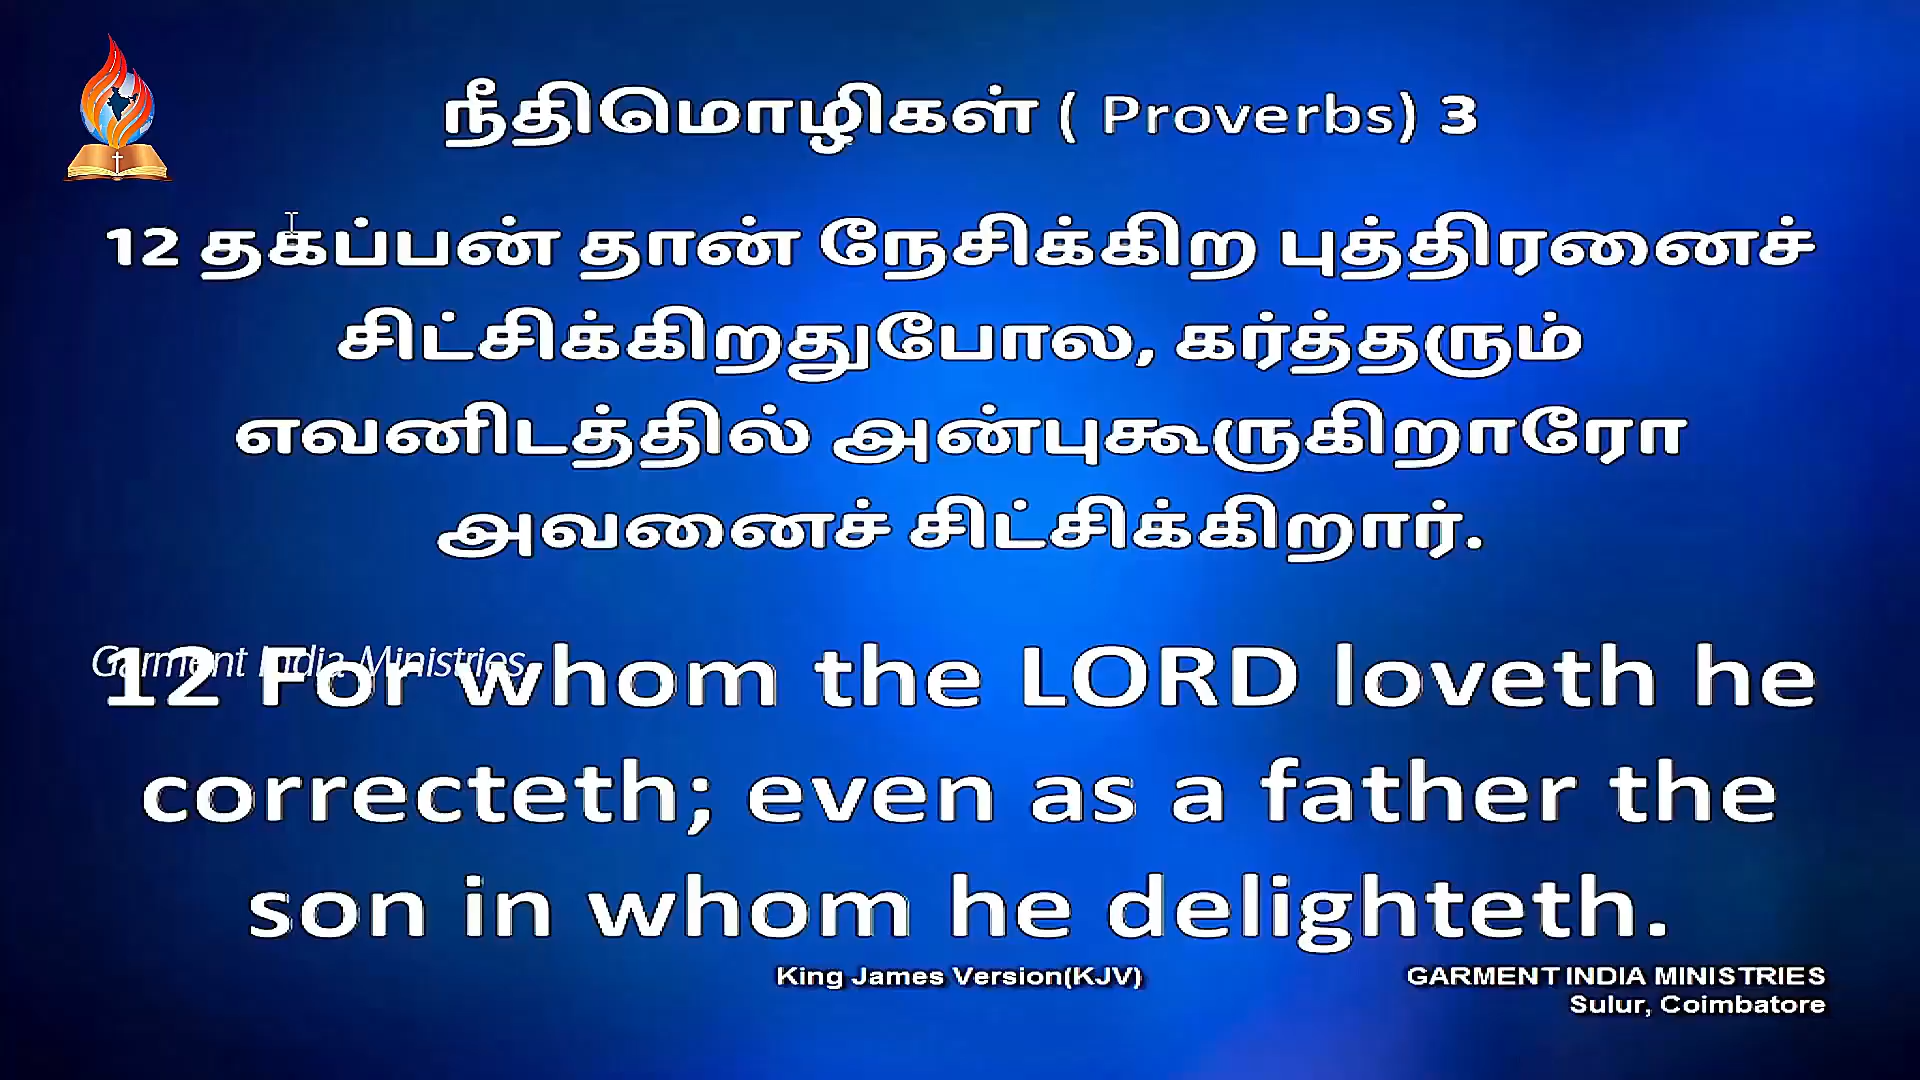 நீதிமொழிகள் ( Proverbs) 3
12 தகப்பன் தான் நேசிக்கிற புத்திரனைச்
சிட்சிக்கிறதுபோல, கர்த்தரும்
எவனிடத்தில் அன்புகூருகிறாரோ
அவனைச் சிட்சிக்கிறார்.
Garment India Ministries
12 For whom the LORD loveth he
correcteth; even as a father the
son in whom he delighteth.
King James Version(KJV)
GARMENT INDIA MINISTRIES
Sulur, Coimbatore